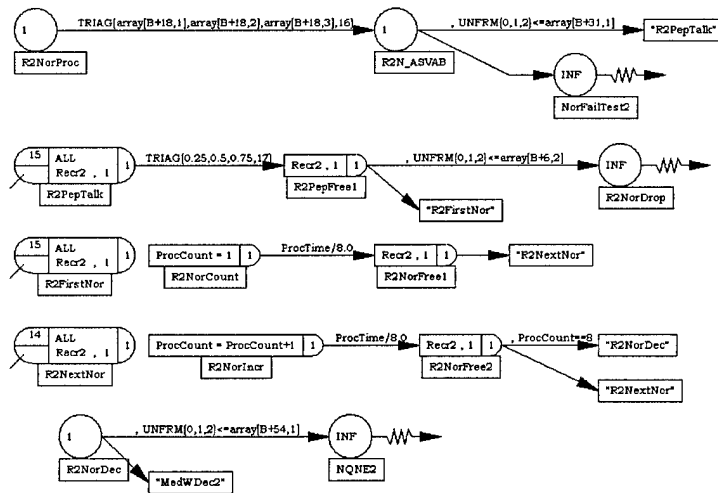 TRIAG[array[B+18,1],array[B+18,2],array[B+18,3],16]
, UNFRM[0,1,2]<=array[B+31,1]
1
1
"R2PepTalk"
R2NorProc
R2N_ASVAB
INF
NorFailTest2
15
ALL
Recr2 , 1
1
TRIAG[0.25,0.5,0.75,17]
Recr2 , 1
1
, UNFRM[0,1,2]<=array[B+6,2]
INF
R2PepTalk
R2PepFree1
R2NorDrop
"R2FirstNor"
15
ALL
Recr2 , 1
1
ProcCount = 1
1
ProcTime/8.0
Recr2 , 1
1
"R2NextNor"
R2FirstNor
R2NorCount
R2NorFree1
14
ALL
Recr2 , 1
1
ProcCount = ProcCount+1
1
ProcTime/8.0
Recr2 , 1
1
, ProcCount==8
"R2NorDec"
R2NextNor
R2NorIncr
R2NorFree2
"R2NextNor"
1
, UNFRM[0,1,2]<=array[B+54,1]
INF
R2NorDec
"MedWDec2"
NQNE2